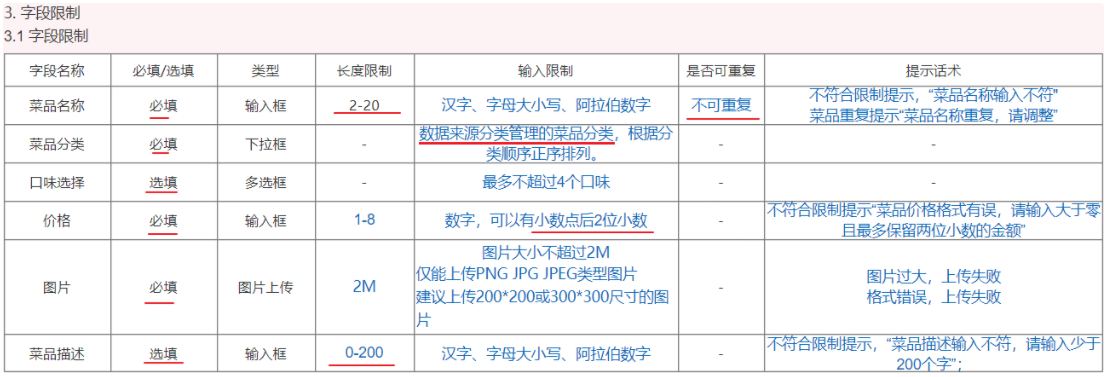 3. 字段限制
3.1 字段限制
字段名称 必填/选填 类型 长度限制 输入限制 是否可重复 提示话术
菜品名称 必填 输入框 2-20 汉字、字母大小写、阿拉伯数字 不可重复 不符合限制提示，“菜品名称输入不符"
菜品重复提示“菜品名称重复，请调整”
菜品分类 必填 下拉框 - 数据来源分类管理的菜品分类，根据分
类顺序正序排列。 - -
口味选择 选填 多选框 - 最多不超过4个口味 - -
价格 必填 输入框 1-8 数字，可以有小数点后2位小数 - 不符合限制提示“菜品价格格式有误，请输入大于零
且最多保留两位小数的金额”
图片 必填 图片上传 2M 图片大小不超过2M
仅能上传PNG JPG JPEG类型图片
建议上传200*200或300*300尺寸的图
片 - 图片过大，上传失败
格式错误，上传失败
菜品描述 选填 输入框 0-200 汉字、字母大小写、阿拉伯数字 - 不符合限制提示，“菜品描述输入不符，请输入少于
200个字”；